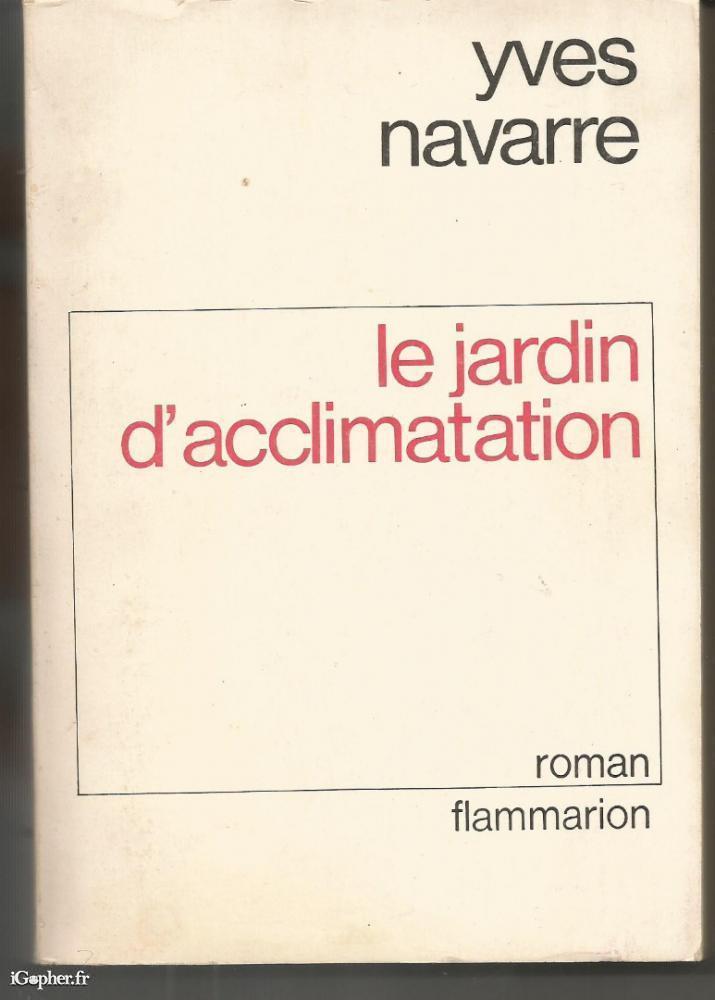 yves
navarre
le jardin
d'acclimatation
roman
flammarion
iGopher.fr